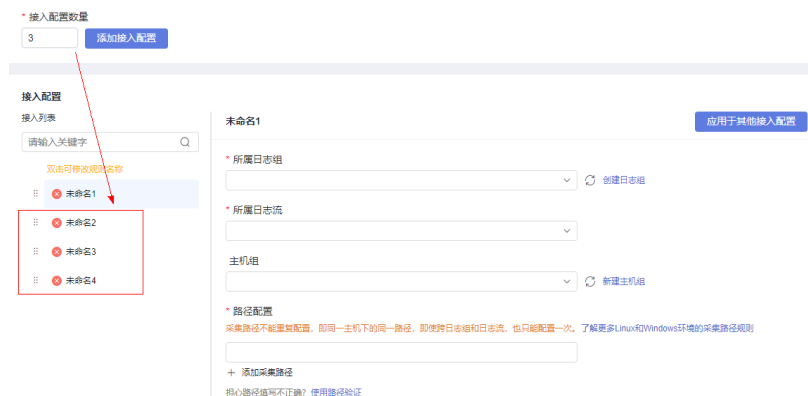 * 接入配置数量
3 添加接入配置
接入配置
接入列表
未命名1 应用于其他接入配置
请输入关键字
双击可修改规则名称
未命名1
未命名2
未命名3
未命名4
* 所属日志组
创建日志组
* 所属日志流
主机组
新建主机组
* 路径配置
采集路径不能重复配置，即同一主机下的同一路径，即使跨日志组和日志流，也只能配置一次。了解更多Linux和Windows环境的采集路径规则
+ 添加采集路径
担心路径填写不正确？使用路径验证